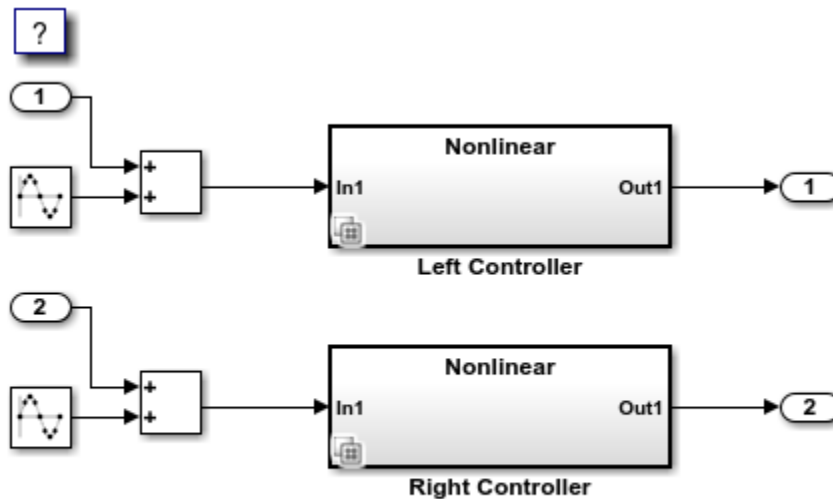 ?
1
+
+
Nonlinear
In1 Out1
1
Left Controller
2
+
+
Nonlinear
In1 Out1
2
Right Controller